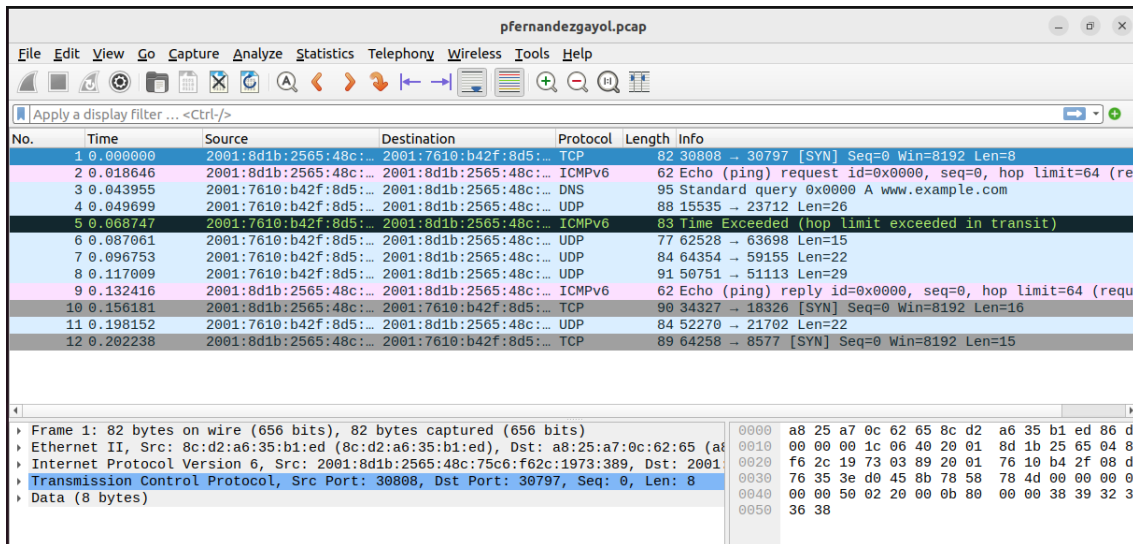 pfernandezgayol.pcap
File Edit View Go Capture Analyze Statistics Telephony Wireless Tools Help
Apply a display filter … <Ctrl-/>
No. Time Source Destination Protocol Length Info
1 0.000000 2001:8d1b:2565:48c:… 2001:7610:b42f:8d5:… TCP 82 30808 → 30797 [SYN] Seq=0 Win=8192 Len=8
2 0.018646 2001:7610:b42f:8d5:… 2001:8d1b:2565:48c:… ICMPv6 62 Echo (ping) request id=0x0000, seq=0, hop limit=64 (re
3 0.043955 2001:7610:b42f:8d5:… 2001:8d1b:2565:48c:… DNS 95 Standard query 0x0000 A www.example.com
4 0.049699 2001:7610:b42f:8d5:… 2001:8d1b:2565:48c:… UDP 88 15535 → 23712 Len=26
5 0.068747 2001:7610:b42f:8d5:… 2001:8d1b:2565:48c:… ICMPv6 83 Time Exceeded (hop limit exceeded in transit)
6 0.087061 2001:7610:b42f:8d5:… 2001:8d1b:2565:48c:… UDP 77 62528 → 63698 Len=15
7 0.096753 2001:7610:b42f:8d5:… 2001:8d1b:2565:48c:… UDP 84 64354 → 59155 Len=22
8 0.117009 2001:7610:b42f:8d5:… 2001:8d1b:2565:48c:… UDP 91 50751 → 51113 Len=29
9 0.132416 2001:7610:b42f:8d5:… 2001:8d1b:2565:48c:… ICMPv6 62 Echo (ping) reply id=0x0000, seq=0, hop limit=64 (requ
10 0.156181 2001:8d1b:2565:48c:… 2001:7610:b42f:8d5:… TCP 90 34327 → 18326 [SYN] Seq=0 Win=8192 Len=16
11 0.198152 2001:7610:b42f:8d5:… 2001:8d1b:2565:48c:… UDP 84 52270 → 21702 Len=22
12 0.202238 2001:8d1b:2565:48c:… 2001:7610:b42f:8d5:… TCP 89 64258 → 8577 [SYN] Seq=0 Win=8192 Len=15
Frame 1: 82 bytes on wire (656 bits), 82 bytes captured (656 bits)
Ethernet II, Src: 8c:d2:a6:35:b1:ed (8c:d2:a6:35:b1:ed), Dst: a8:25:a7:0c:62:65 (a8
Internet Protocol Version 6, Src: 2001:8d1b:2565:48c:75c6:f62c:1973:389, Dst: 2001:
Transmission Control Protocol, Src Port: 30808, Dst Port: 30797, Seq: 0, Len: 8
Data (8 bytes)
0000 a8 25 a7 0c 62 65 8c d2 a6 35 b1 ed 86 d
0010 00 00 00 1c 06 40 20 01 8d 1b 25 65 04 8
0020 f6 2c 19 73 03 89 20 01 76 10 b4 2f 08 d
0030 76 35 3e d0 45 8b 78 58 78 4d 00 00 00 0
0040 00 00 50 02 20 00 0b 80 00 00 38 39 32 3
0050 36 38